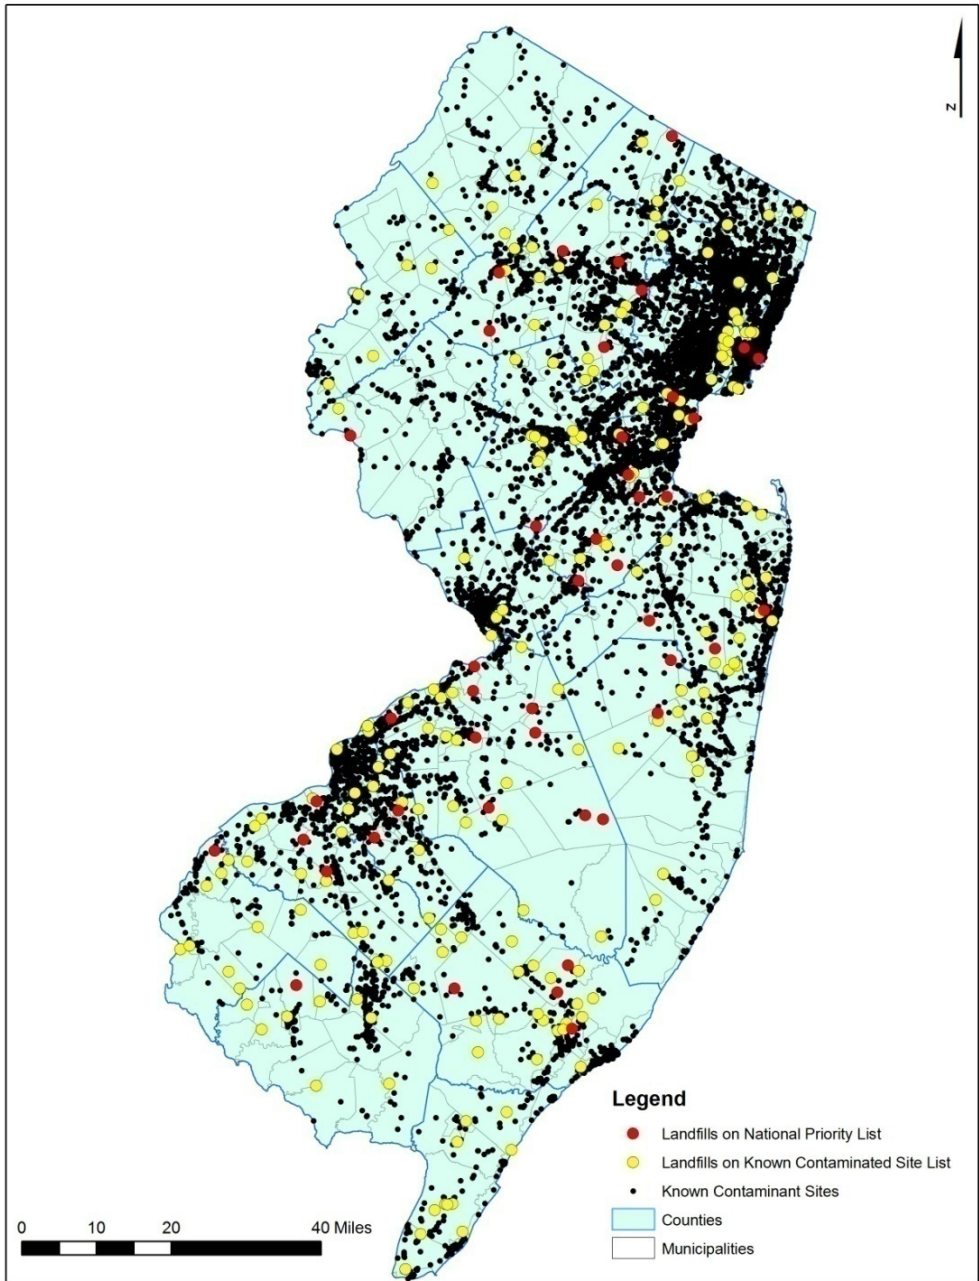 N
Legend
Landfills on National Priority List
Landfills on Known Contaminated Site List
Known Contaminant Sites
Counties
Municipalities
0 10 20 40 Miles